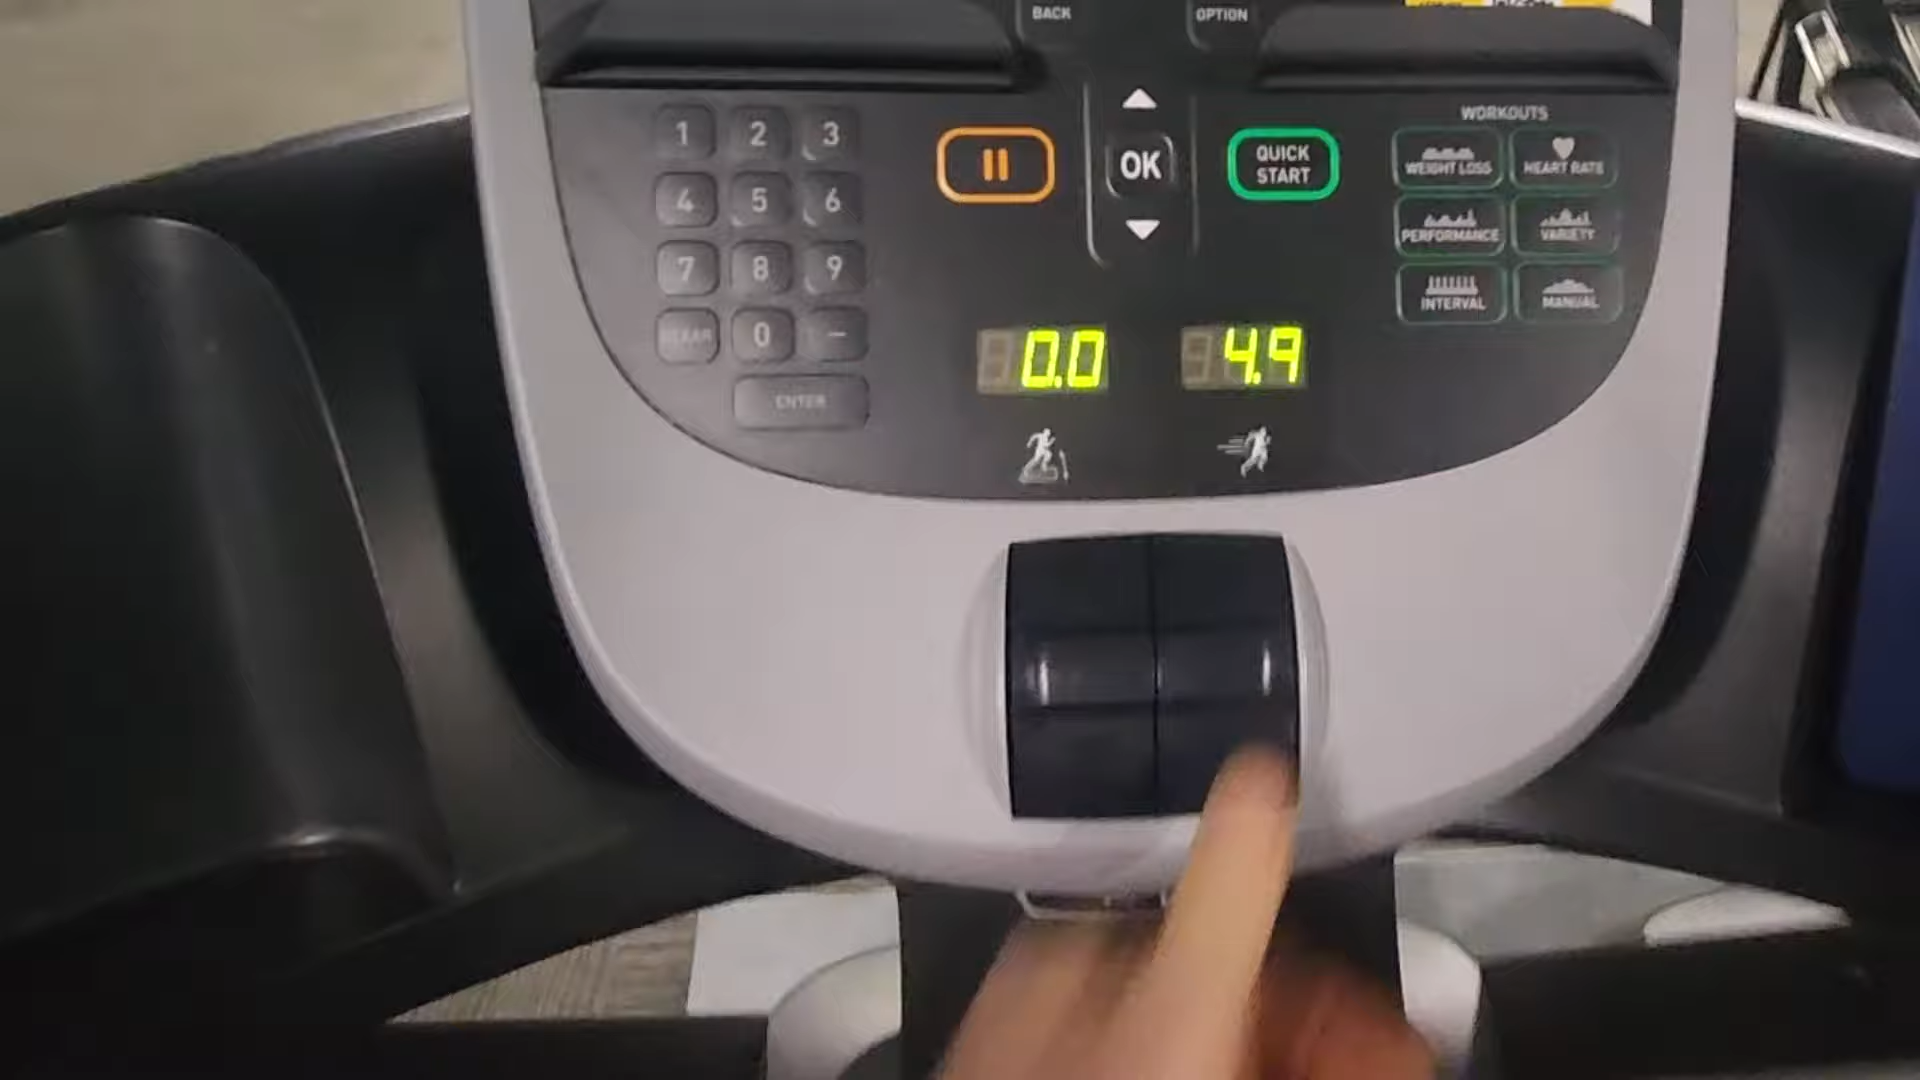 BACK
OPTION
1 2 3
4 5 6
7 8 9
CLEAR 0 –
ENTER
OK
QUICK
START
WORKOUTS
WEIGHT LOSS
HEART RATE
PERFORMANCE
VARIETY
INTERVAL
MANUAL
0.0
4.9